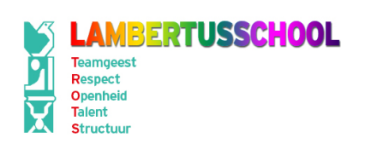 LAMBERTUSSCHOOL
Teamgeest
Respect
Openheid
Talent
Structuur